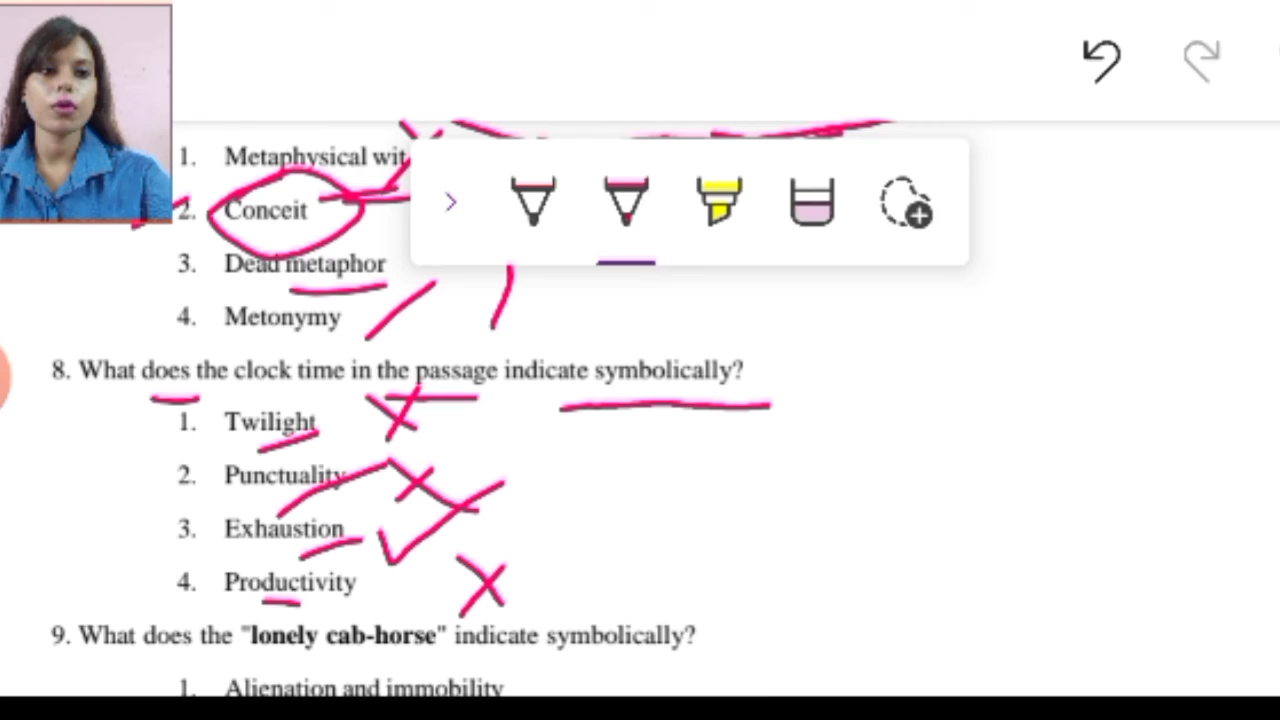 1. Metaphysical wit
2. Conceit
3. Dead metaphor
4. Metonymy
8. What does the clock time in the passage indicate symbolically?
1. Twilight
2. Punctuality
3. Exhaustion
4. Productivity
9. What does the "lonely cab-horse" indicate symbolically?
1. Alienation and immobility